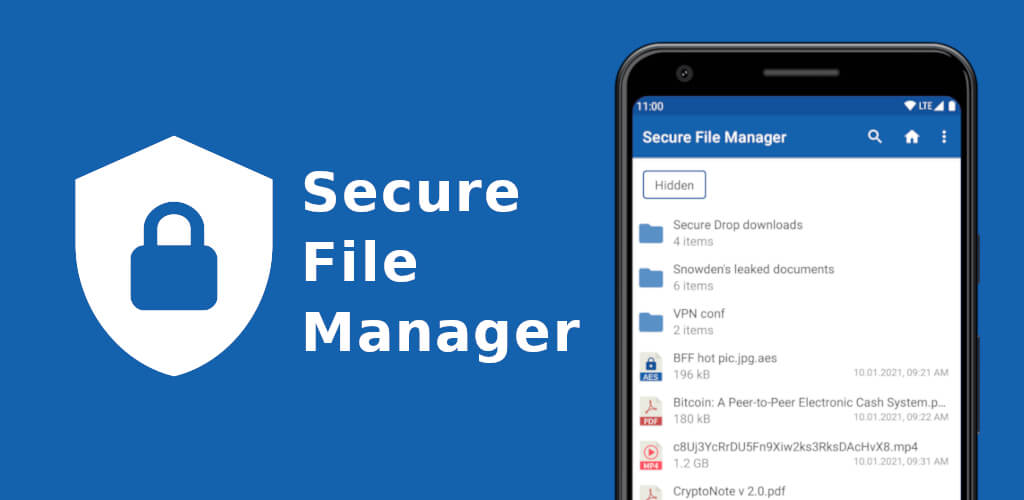 Secure
File
Manager
11:00 LTE
Secure File Manager
Hidden
Secure Drop downloads
4 items
Snowden's leaked documents
6 items
VPN conf
2 items
BFF hot pic.jpg.aes
AES
196 kB 10.01.2021, 09:21 AM
Bitcoin: A Peer-to-Peer Electronic Cash System.p...
PDF
180 kB 10.01.2021, 09:22 AM
c8Uj3YcRrDU5Fn9Xiw2ks3RksDAcHvX8.mp4
MP4
1.2 GB 10.01.2021, 09:31 AM
CryptoNote v 2.0.pdf